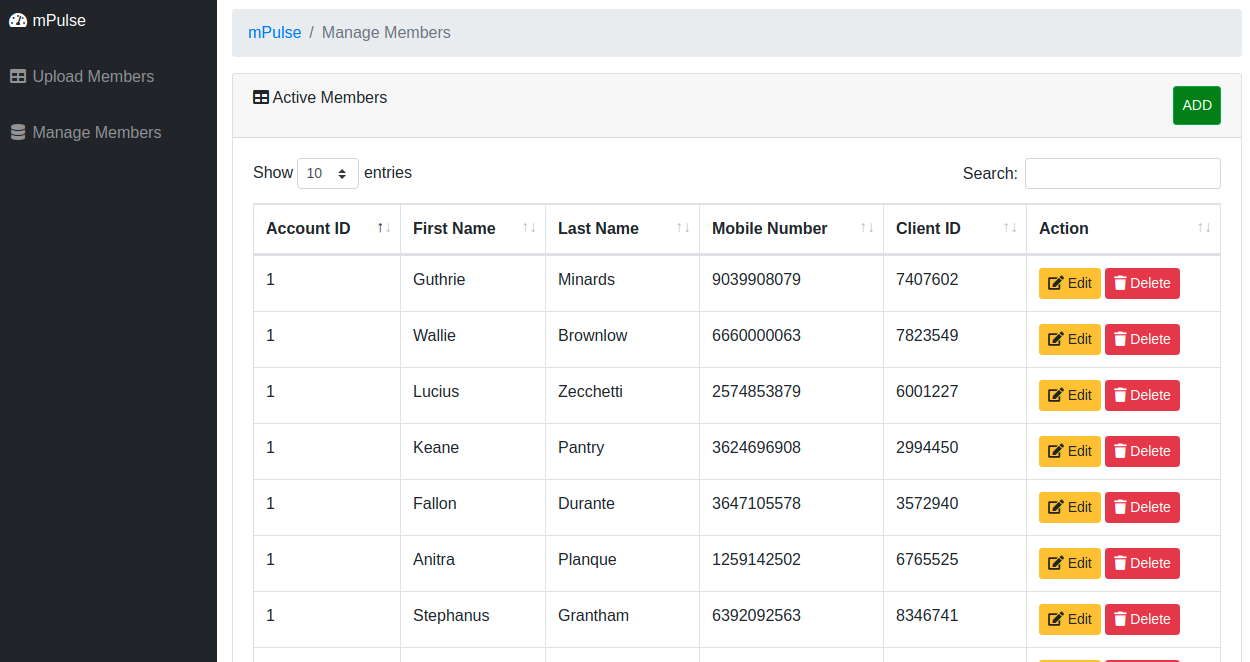 mPulse
Upload Members
Manage Members
mPulse / Manage Members
Active Members
ADD
Show 10 entries
Search:
Account ID First Name Last Name Mobile Number Client ID Action
1 Guthrie Minards 9039908079 7407602 Edit Delete
1 Wallie Brownlow 6660000063 7823549 Edit Delete
1 Lucius Zecchetti 2574853879 6001227 Edit Delete
1 Keane Pantry 3624696908 2994450 Edit Delete
1 Fallon Durante 3647105578 3572940 Edit Delete
1 Anitra Planque 1259142502 6765525 Edit Delete
1 Stephanus Grantham 6392092563 8346741 Edit Delete